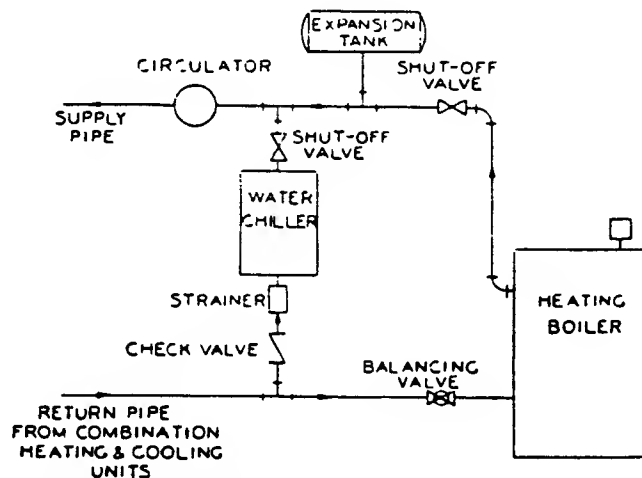 EXPANSION
TANK
CIRCULATOR
SHUT-OFF
VALVE
SUPPLY
PIPE
SHUT-OFF
VALVE
WATER
CHILLER
STRAINER
HEATING
BOILER
CHECK VALVE
BALANCING
VALVE
RETURN PIPE
FROM COMBINATION
HEATING & COOLING
UNITS